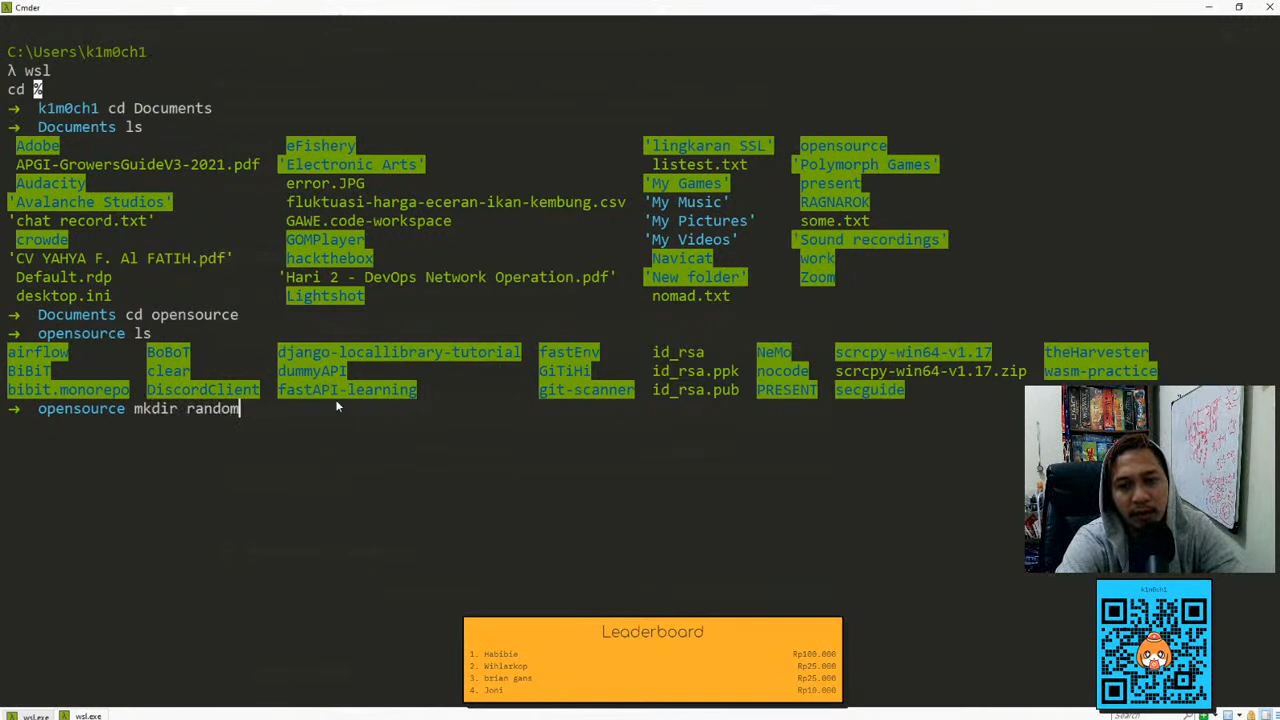 Cmder
C:\Users\k1m0ch1
λ wsl
cd %
→ k1m0ch1 cd Documents
→ Documents ls
Adobe eFishery 'lingkaran SSL' opensource
APGI-GrowersGuideV3-2021.pdf 'Electronic Arts' listest.txt 'Polymorph Games'
Audacity error.JPG 'My Games' present
'Avalanche Studios' fluktuasi-harga-eceran-ikan-kembung.csv 'My Music' RAGNAROK
'chat record.txt' GAWE.code-workspace 'My Pictures' some.txt
crowde GOMPlayer 'My Videos' 'Sound recordings'
'CV YAHYA F. Al FATIH.pdf' hackthebox Navicat work
Default.rdp 'Hari 2 - DevOps Network Operation.pdf' 'New folder' Zoom
desktop.ini Lightshot nomad.txt
→ Documents cd opensource
→ opensource ls
airflow BoBoT django-locallibrary-tutorial fastEnv id_rsa NeMo scrcpy-win64-v1.17 theHarvester
BiBiT clear dummyAPI GiTiHi id_rsa.ppk nocode scrcpy-win64-v1.17.zip wasm-practice
bibit.monorepo DiscordClient fastAPI-learning git-scanner id_rsa.pub PRESENT secguide
→ opensource mkdir random
k1m0ch1
Leaderboard
1. Habibie Rp100.000
2. Wihlarkop Rp25.000
3. brian gans Rp25.000
4. Joni Rp10.000
wsl.exe wsl.exe Search